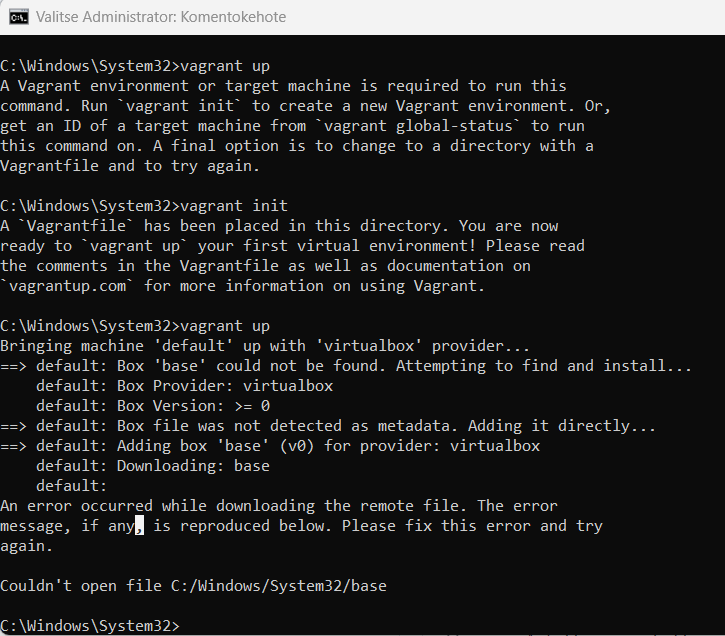 Valitse Administrator: Komentokehote
C:\Windows\System32>vagrant up
A Vagrant environment or target machine is required to run this
command. Run `vagrant init` to create a new Vagrant environment. Or,
get an ID of a target machine from `vagrant global-status` to run
this command on. A final option is to change to a directory with a
Vagrantfile and to try again.
C:\Windows\System32>vagrant init
A `Vagrantfile` has been placed in this directory. You are now
ready to `vagrant up` your first virtual environment! Please read
the comments in the Vagrantfile as well as documentation on
`vagrantup.com` for more information on using Vagrant.
C:\Windows\System32>vagrant up
Bringing machine 'default' up with 'virtualbox' provider...
==> default: Box 'base' could not be found. Attempting to find and install...
default: Box Provider: virtualbox
default: Box Version: >= 0
==> default: Box file was not detected as metadata. Adding it directly...
==> default: Adding box 'base' (v0) for provider: virtualbox
default: Downloading: base
default:
An error occurred while downloading the remote file. The error
message, if any, is reproduced below. Please fix this error and try
again.
Couldn't open file C:/Windows/System32/base
C:\Windows\System32>